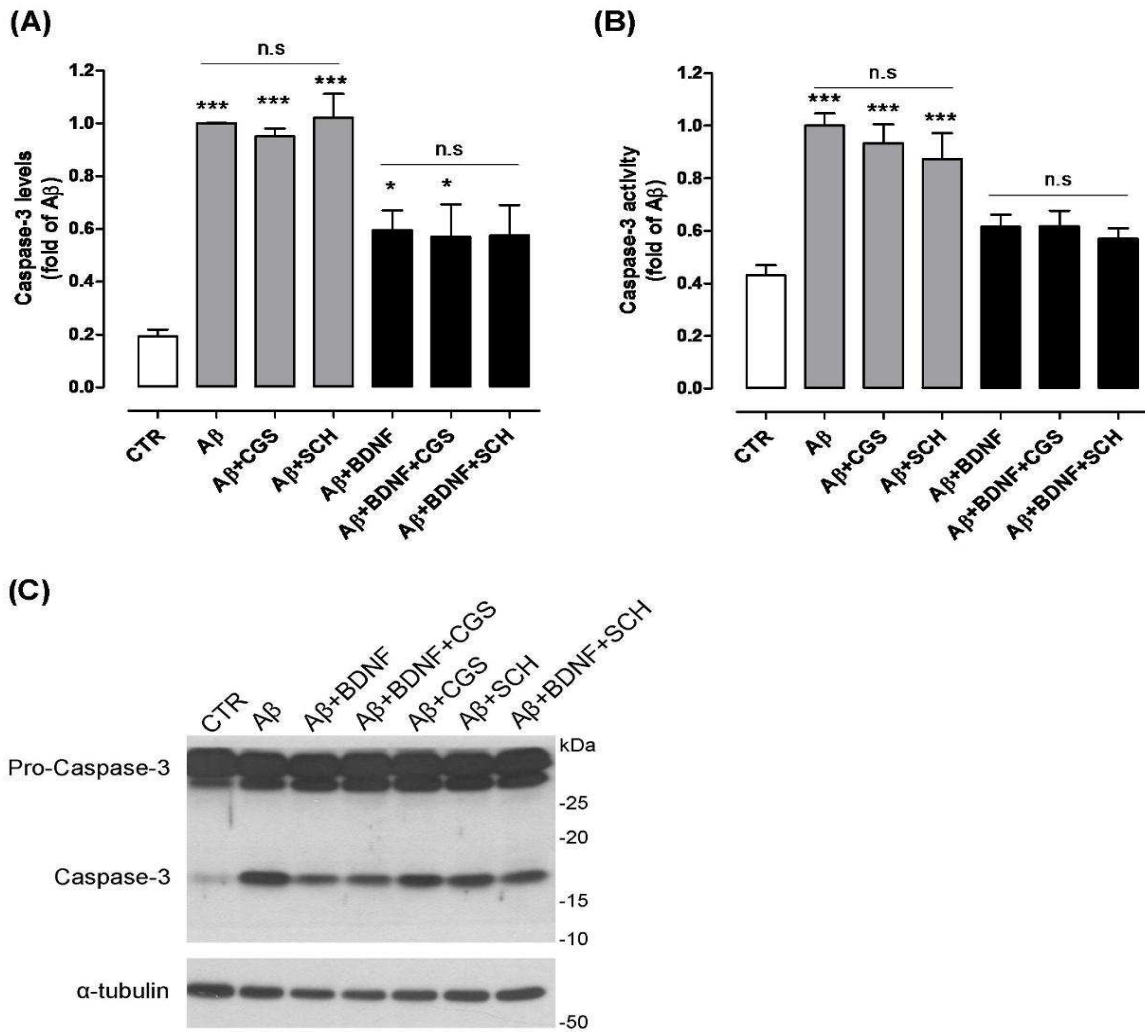 (A)
n.s
*** *** ***
n.s
* *
1.2
1.0
0.8
0.6
0.4
0.2
0.0
Caspase-3 levels
(fold of Aβ)
CTR
Aβ
Aβ+CGS
Aβ+SCH
Aβ+BDNF
Aβ+BDNF+CGS
Aβ+BDNF+SCH
(B)
n.s
*** *** ***
n.s
1.2
1.0
0.8
0.6
0.4
0.2
0.0
Caspase-3 activity
(fold of Aβ)
CTR
Aβ
Aβ+CGS
Aβ+SCH
Aβ+BDNF
Aβ+BDNF+CGS
Aβ+BDNF+SCH
(C)
CTR
Aβ
Aβ+BDNF
Aβ+BDNF+CGS
Aβ+CGS
Aβ+SCH
Aβ+BDNF+SCH
kDa
Pro-Caspase-3
-25
-20
Caspase-3
-15
-10
α-tubulin
-50